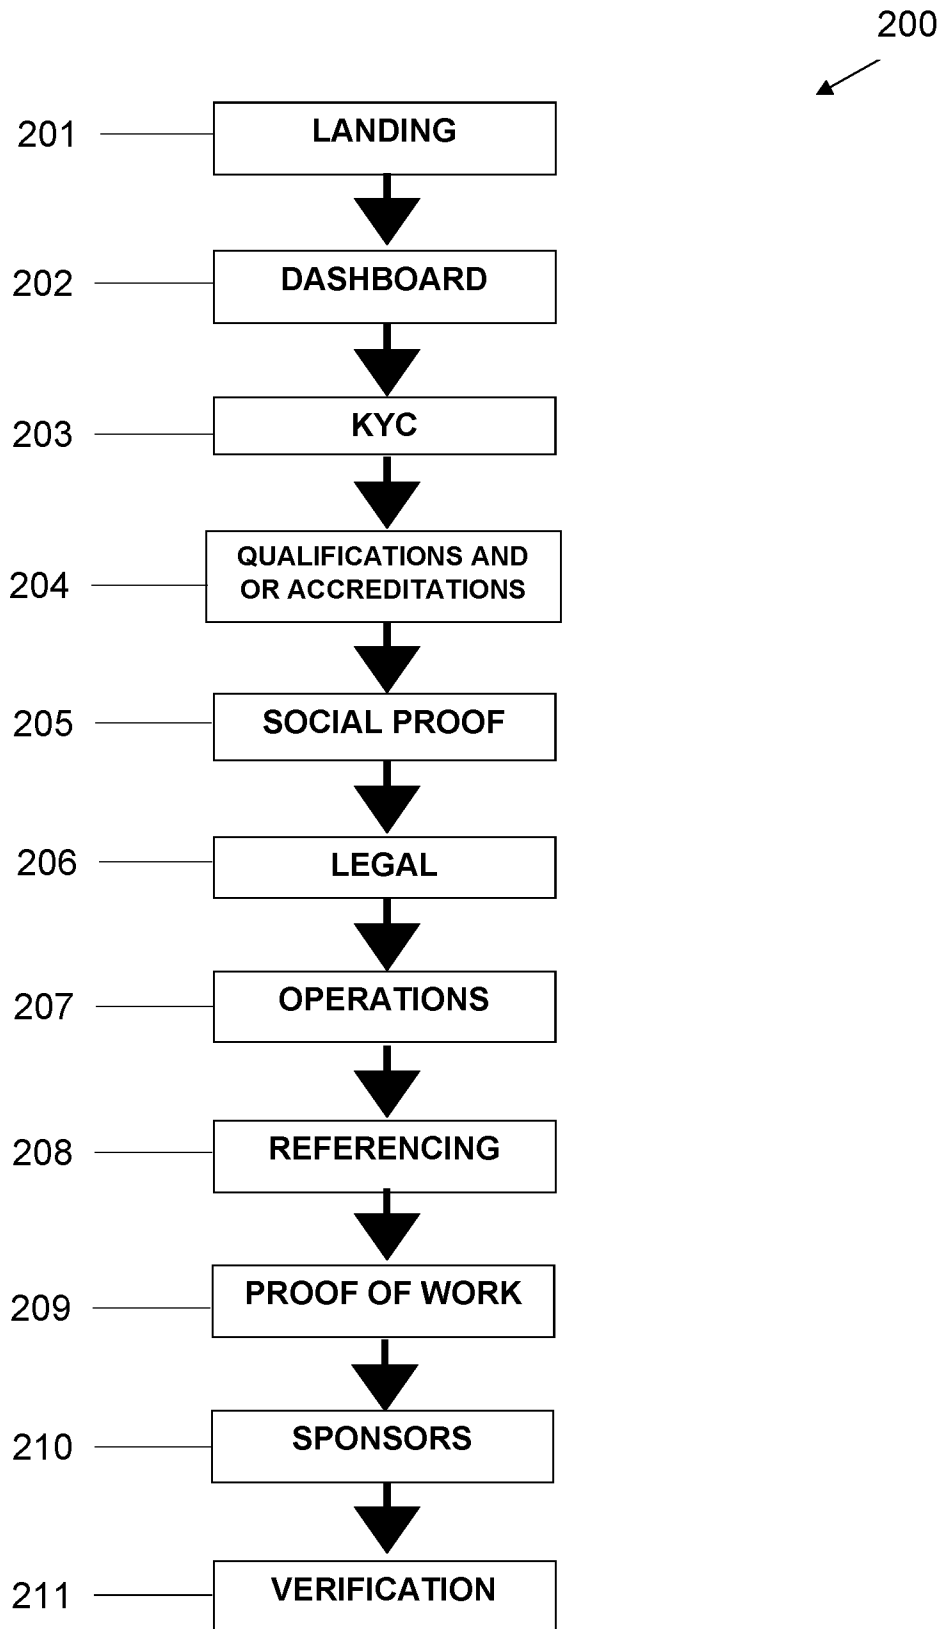 200
201 LANDING
202 DASHBOARD
203 KYC
204 QUALIFICATIONS AND
OR ACCREDITATIONS
205 SOCIAL PROOF
206 LEGAL
207 OPERATIONS
208 REFERENCING
209 PROOF OF WORK
210 SPONSORS
211 VERIFICATION